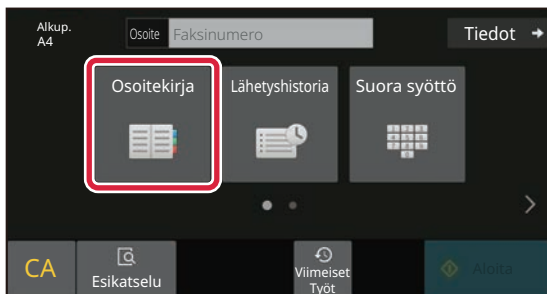 Alkup.
A4
Osoite Faksinumero
Tiedot
Osoitekirja
Lähetyshistoria
Suora syöttö
CA
Esikatselu
Viimeiset
Työt
Aloita